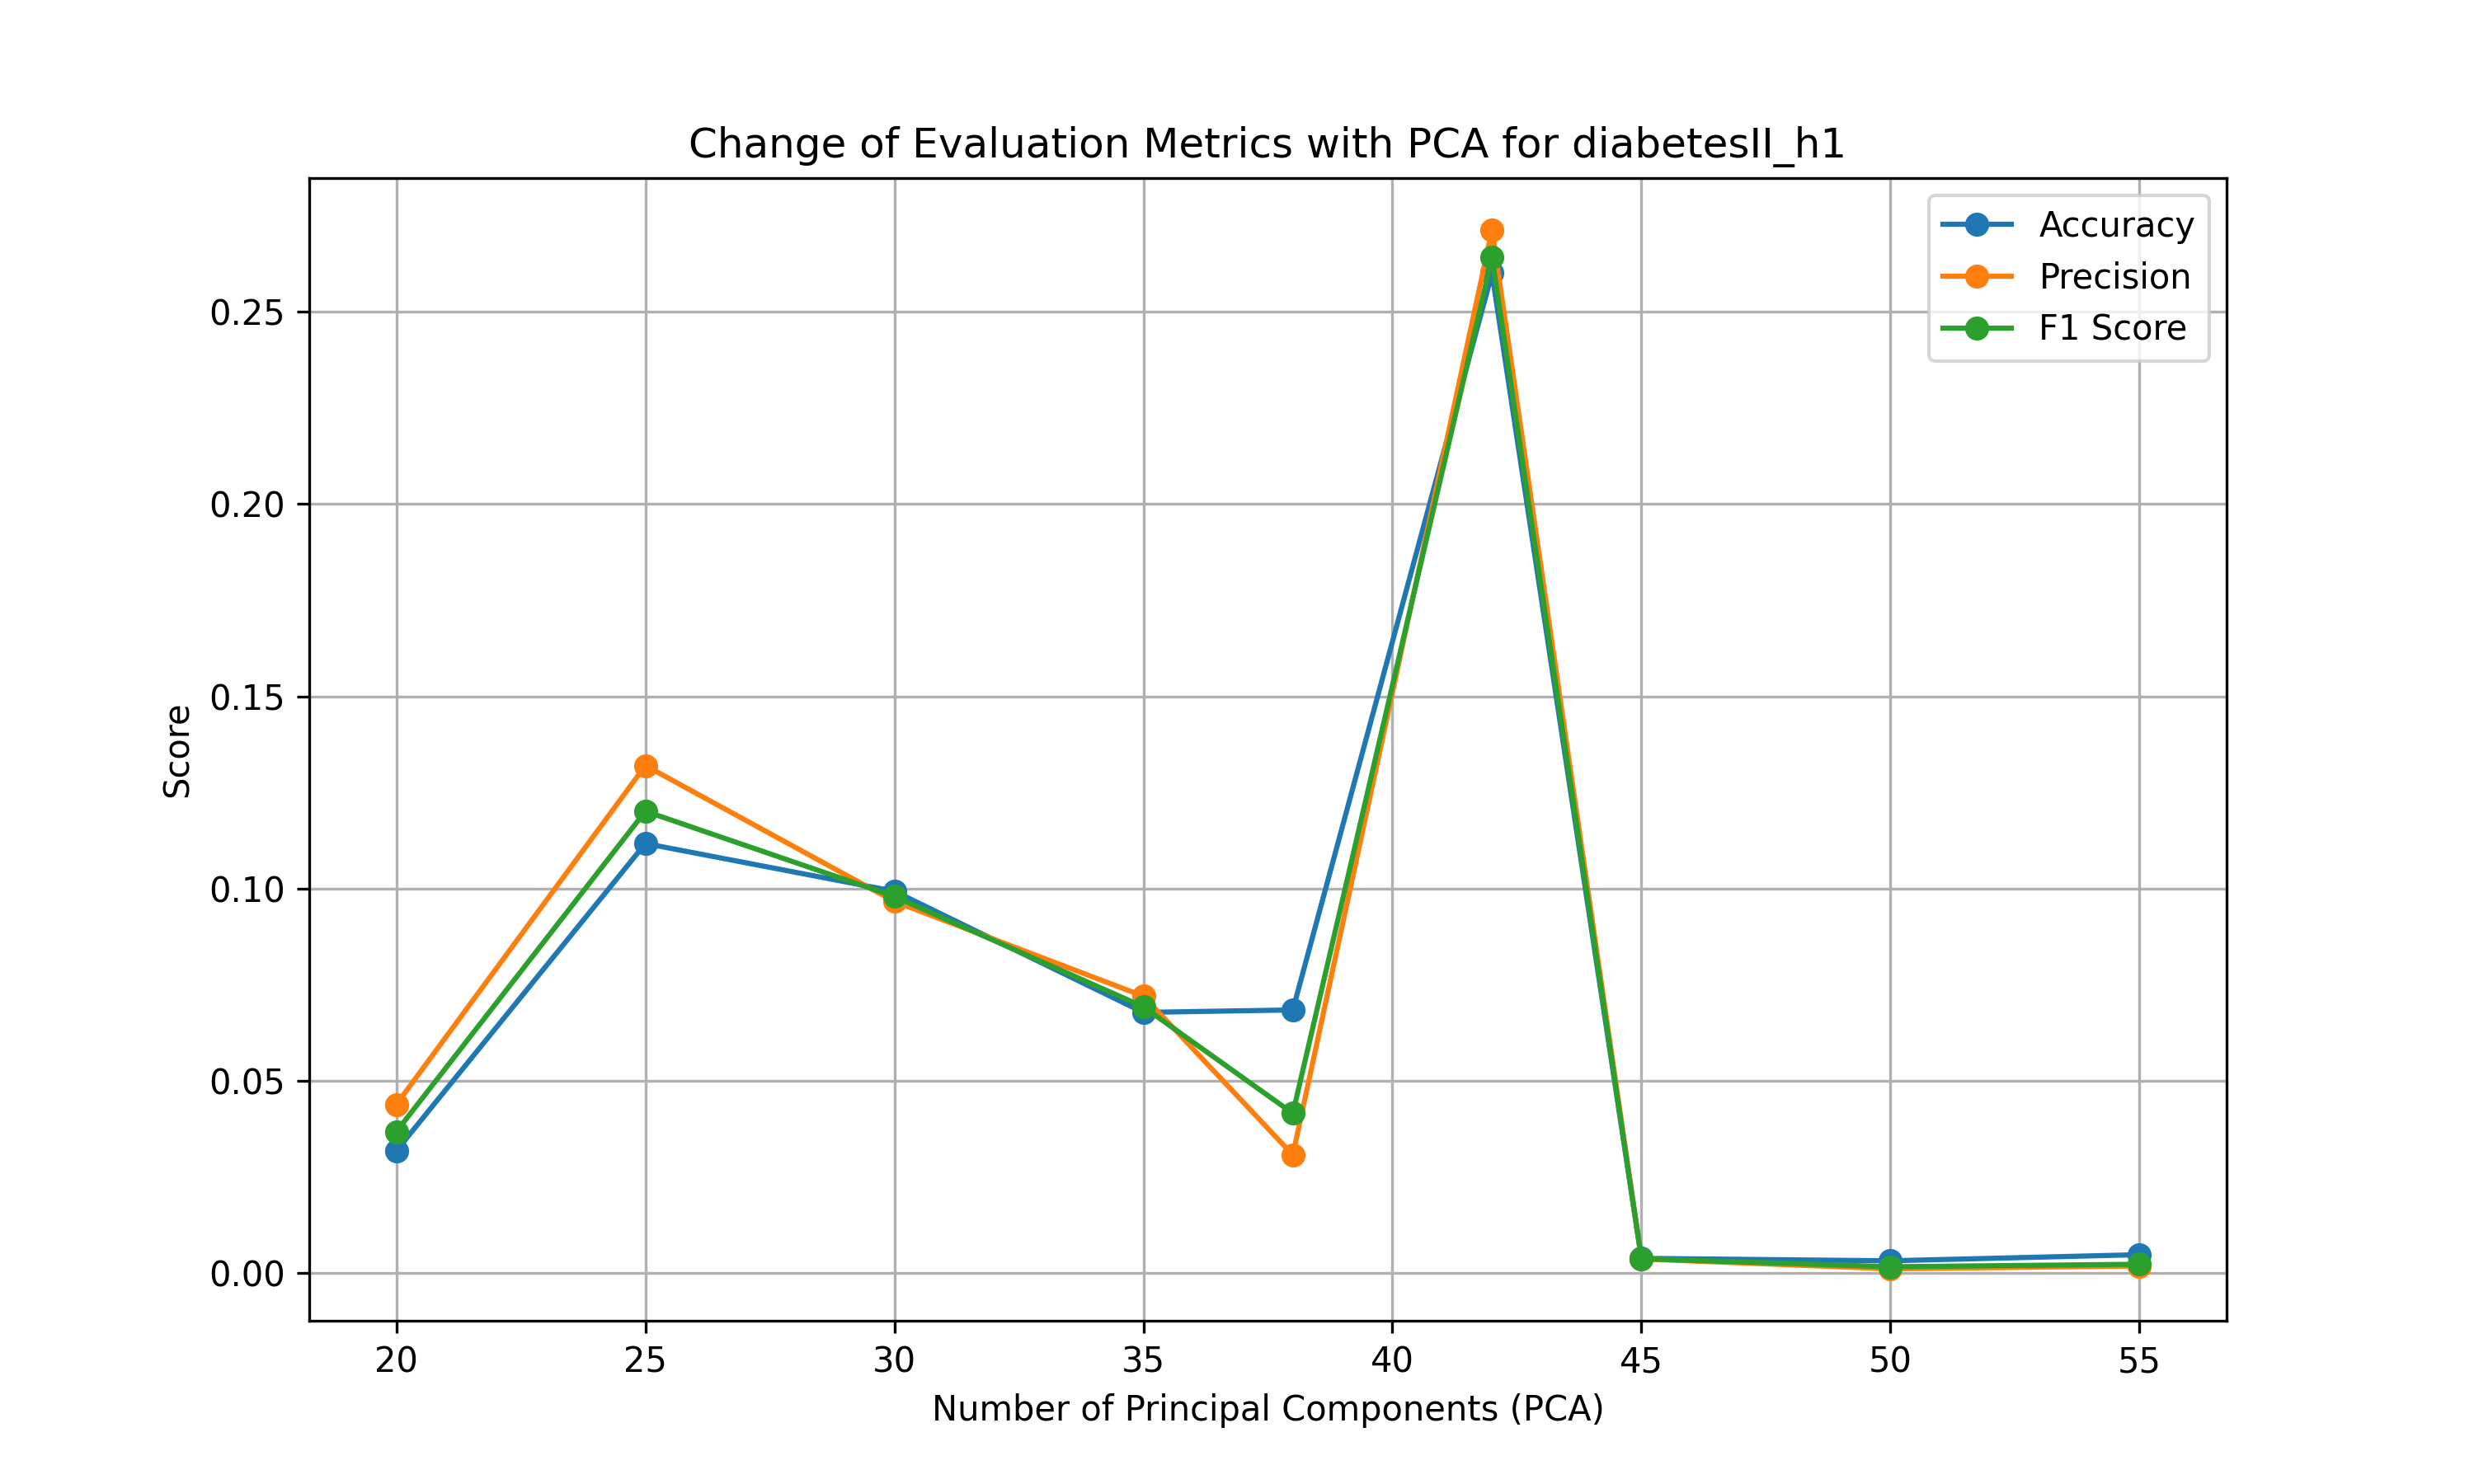 Change of Evaluation Metrics with PCA for diabetesII_h1
Accuracy
Precision
F1 Score
0.25
0.20
0.15
0.10
0.05
0.00
Score
20 25 30 35 40 45 50 55
Number of Principal Components (PCA)